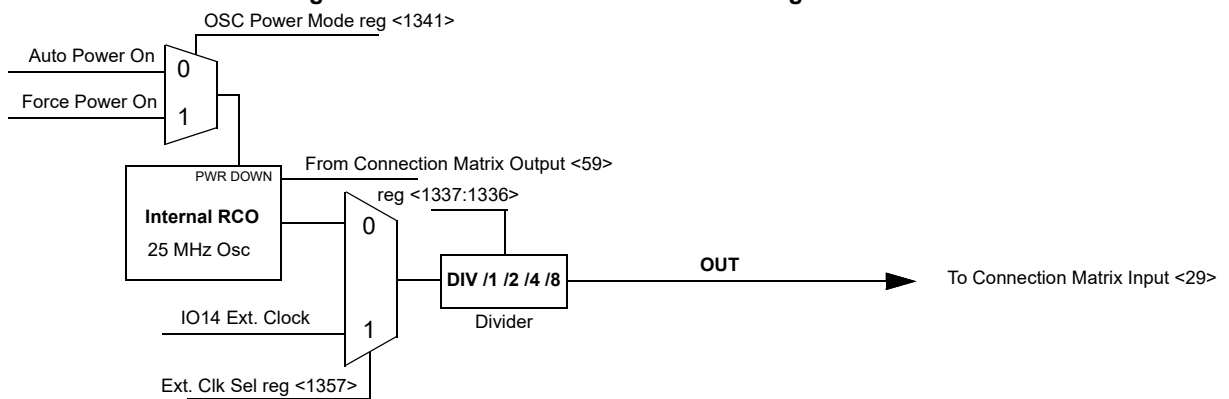 OSC Power Mode reg <1341>
Auto Power On
0
Force Power On
1
PWR DOWN
From Connection Matrix Output <59>
reg <1337:1336>
Internal RCO
0
25 MHz Osc
OUT
DIV /1 /2 /4 /8
To Connection Matrix Input <29>
IO14 Ext. Clock
1
Divider
Ext. Clk Sel reg <1357>